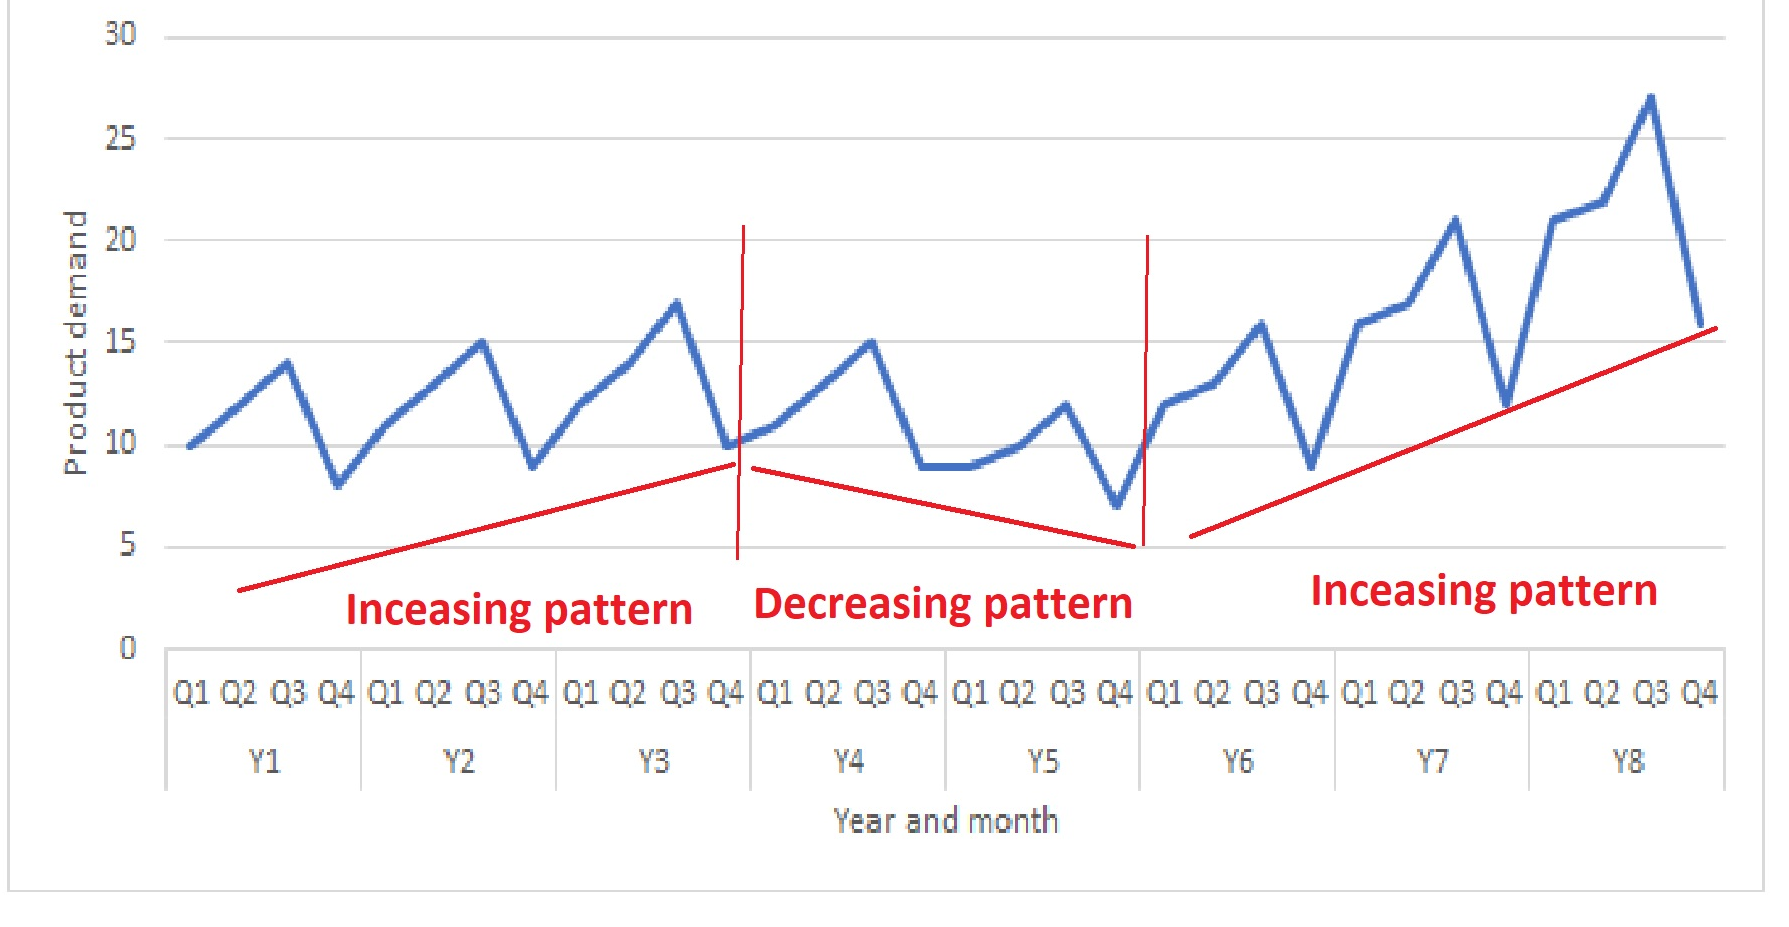 30
25
20
15
10
5
0
Product demand
Inceasing pattern
Decreasing pattern
Inceasing pattern
Q1 Q2 Q3 Q4 Q1 Q2 Q3 Q4 Q1 Q2 Q3 Q4 Q1 Q2 Q3 Q4 Q1 Q2 Q3 Q4 Q1 Q2 Q3 Q4 Q1 Q2 Q3 Q4 Q1 Q2 Q3 Q4
Y1 Y2 Y3 Y4 Y5 Y6 Y7 Y8
Year and month